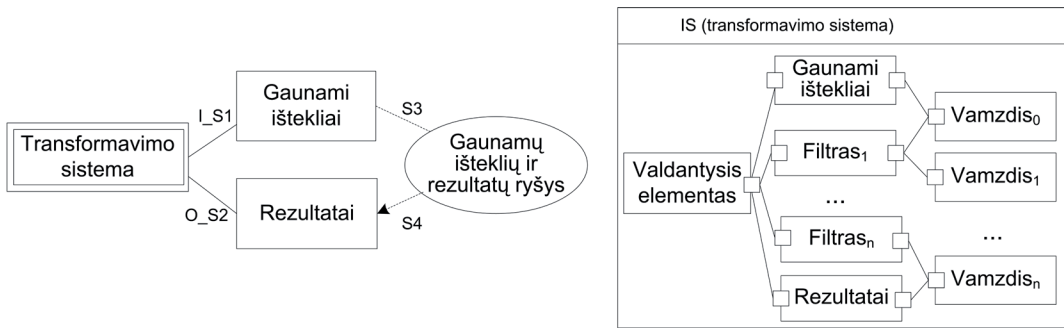 Transformavimo
sistema
I_S1
O_S2
Gaunami
ištekliai
Rezultatai
S3
S4
Gaunamų
išteklių ir
rezultatų ryšys
IS (transformavimo sistema)
Valdantysis
elementas
Gaunami
ištekliai
Filtras1
...
Filtrasn
Rezultatai
Vamzdis0
Vamzdis1
...
Vamzdisn